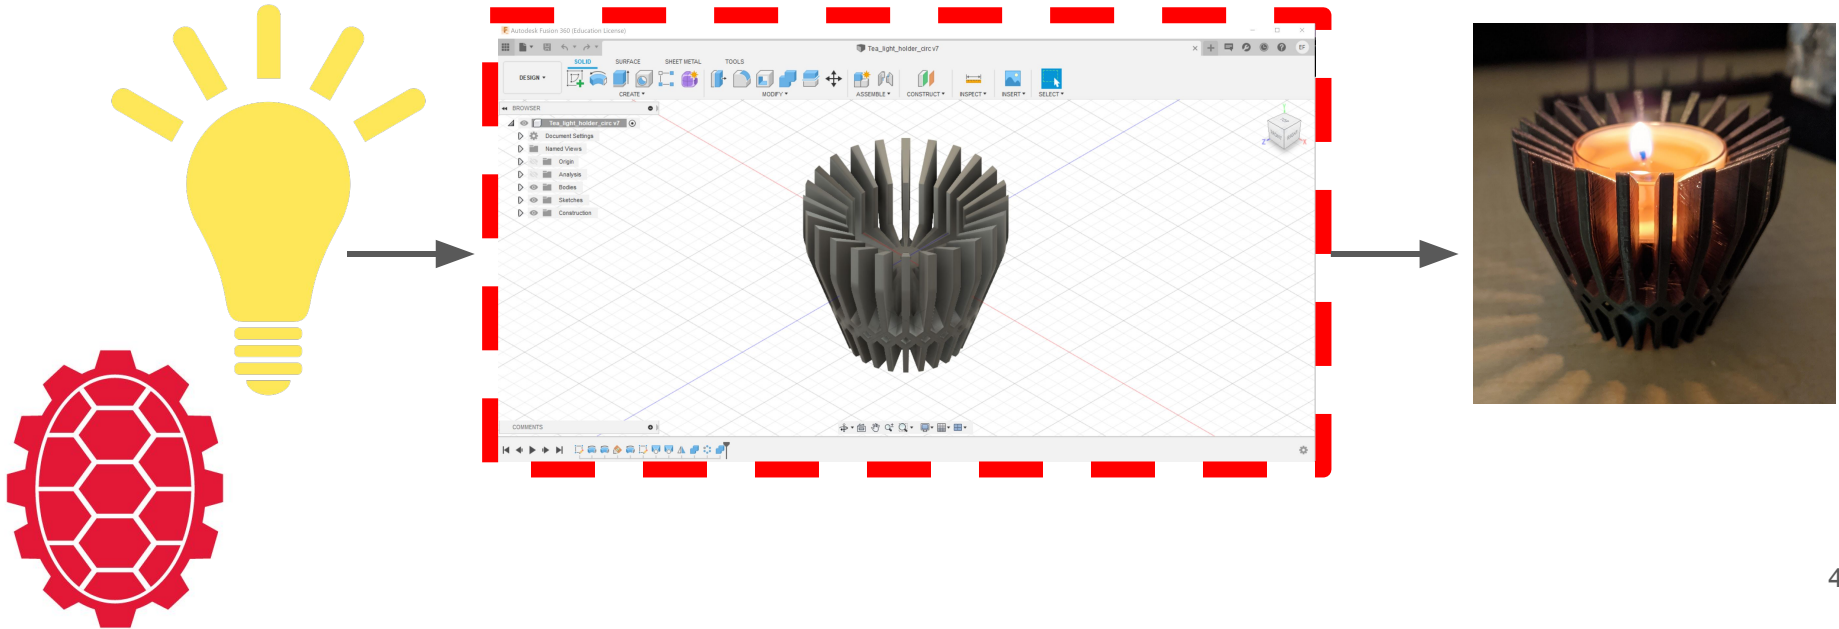 Autodesk Fusion 360 (Education License)
Tea_light_holder_circ v7
EF
SOLID SURFACE SHEET METAL TOOLS
DESIGN
CREATE MODIFY ASSEMBLE CONSTRUCT INSPECT INSERT SELECT
BROWSER
Tea_light_holder_circ v7
Document Settings
Named Views
Origin
Analysis
Bodies
Sketches
Construction
Z X
COMMENTS
4